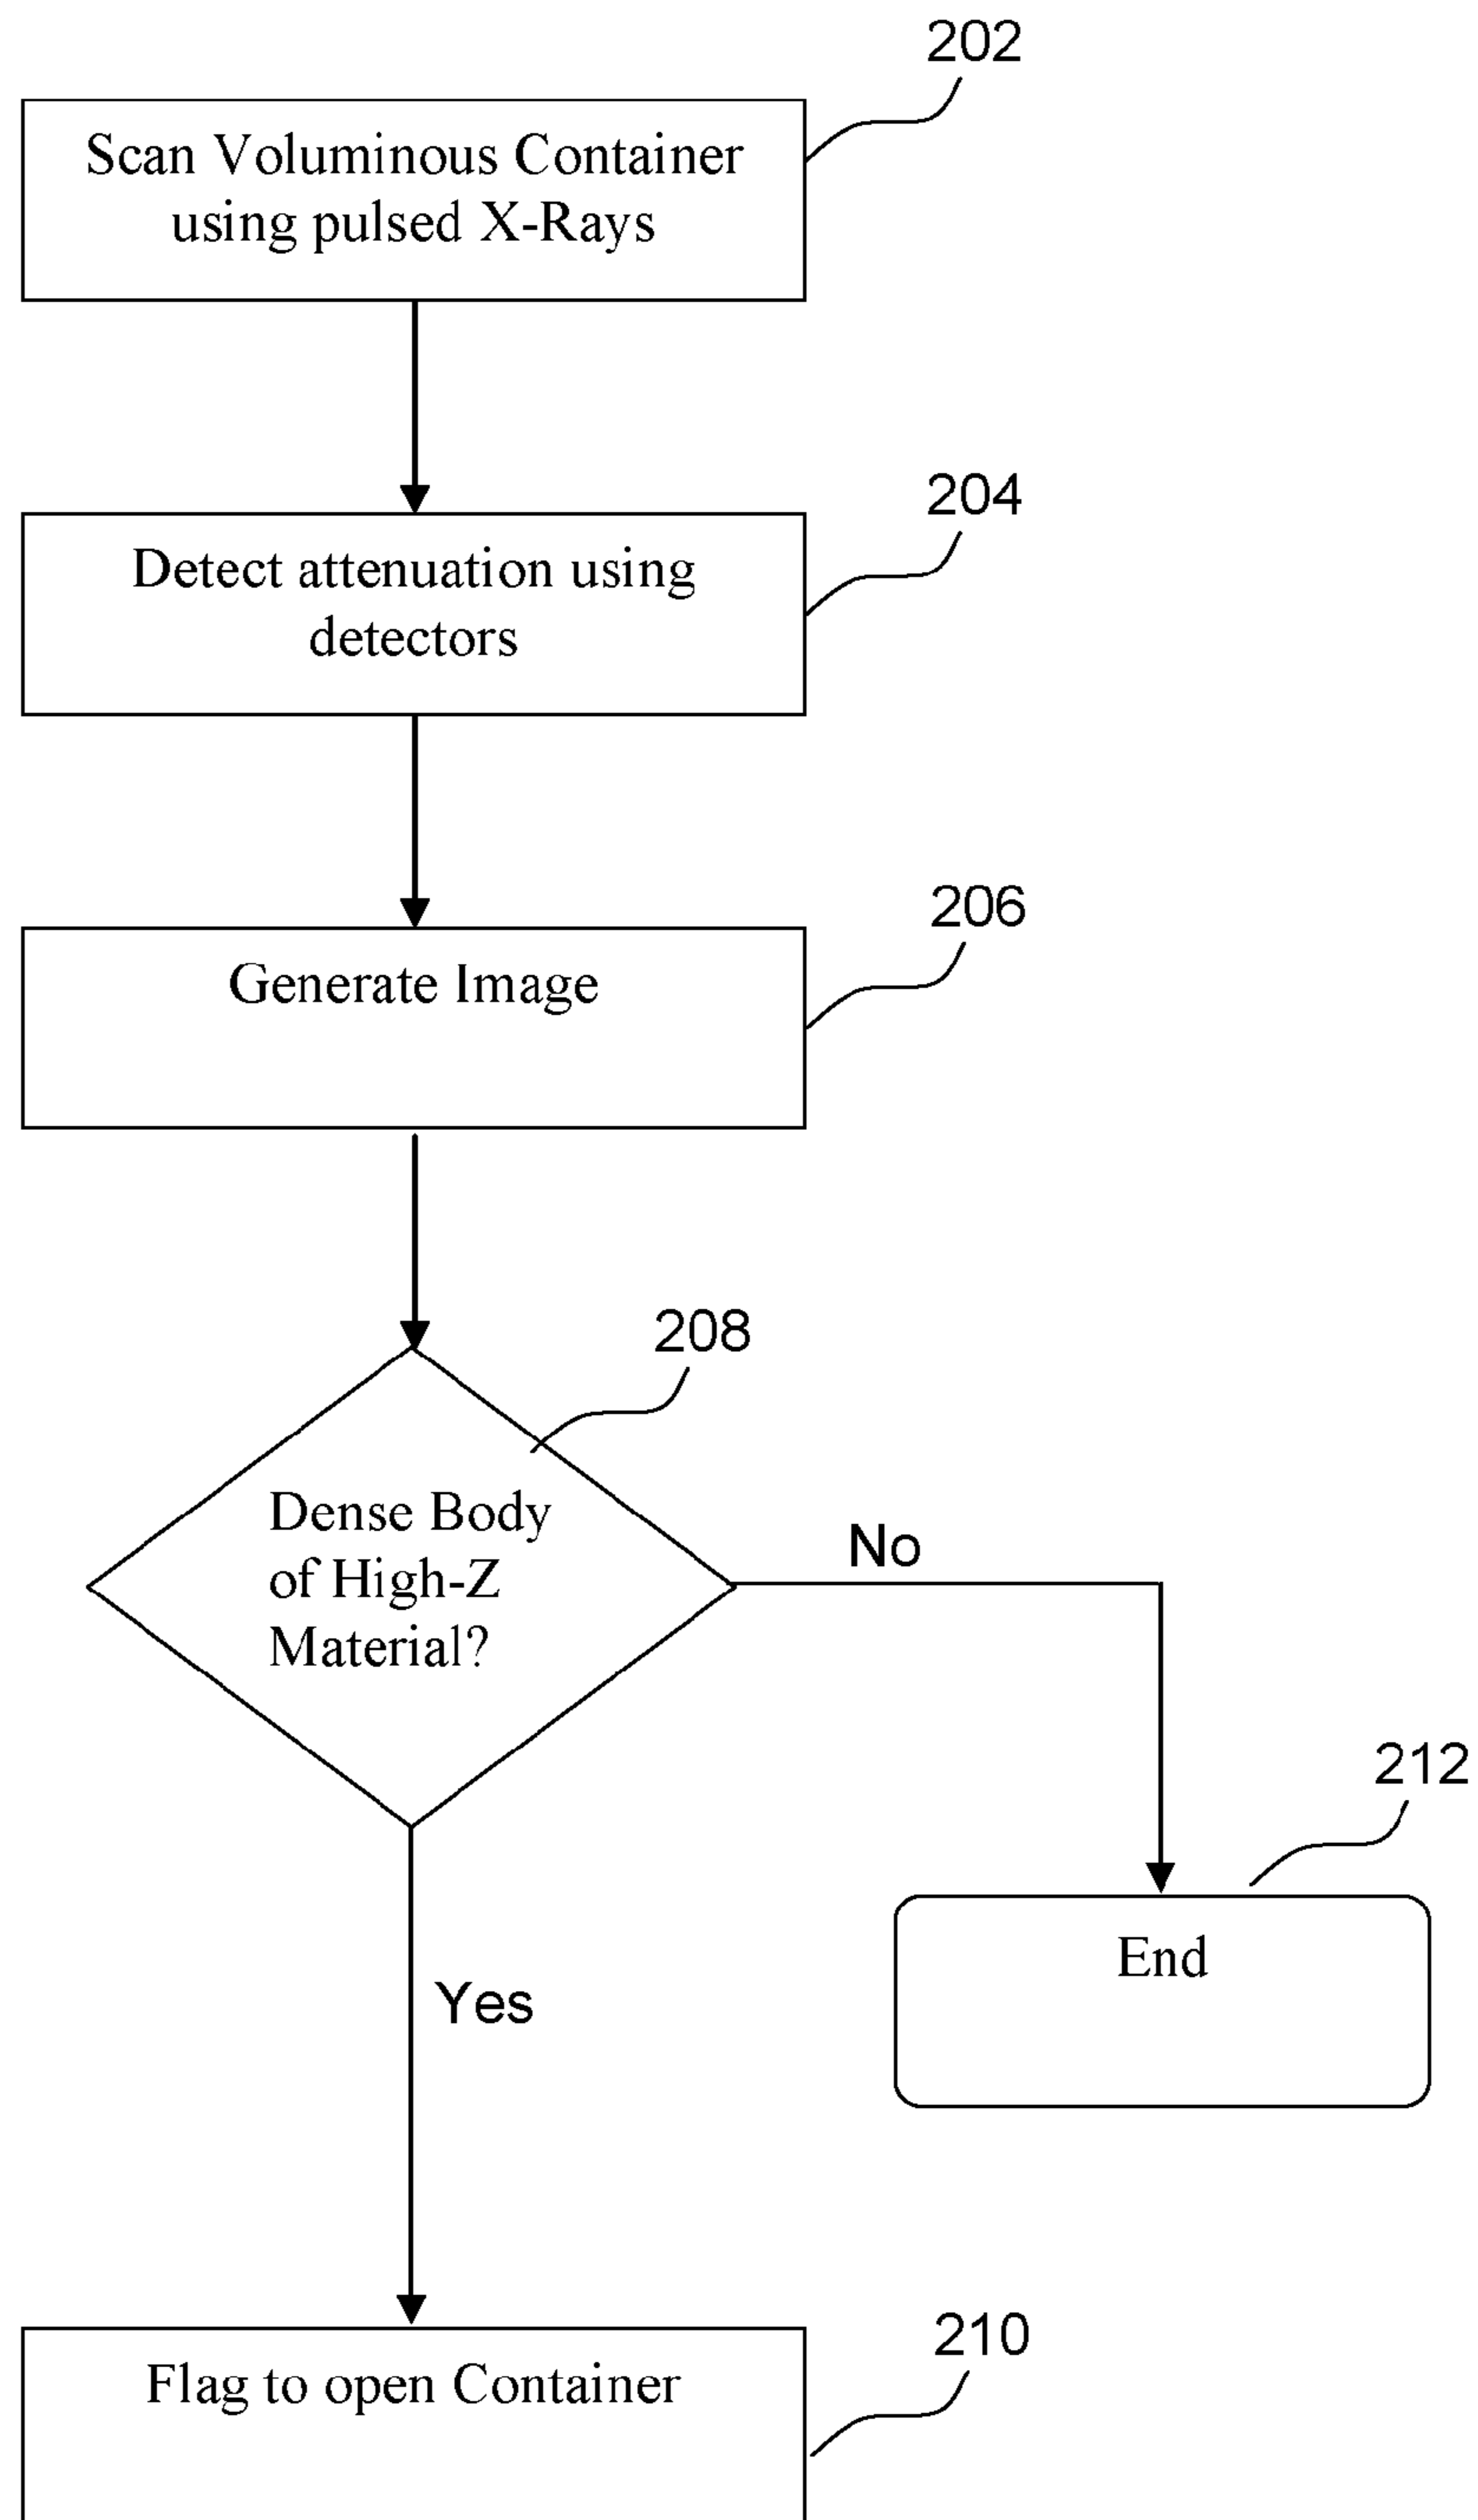 202
Scan Voluminous Container
using pulsed X-Rays
204
Detect attenuation using
detectors
206
Generate Image
208
Dense Body
of High-Z
Material?
No
212
End
Yes
210
Flag to open Container